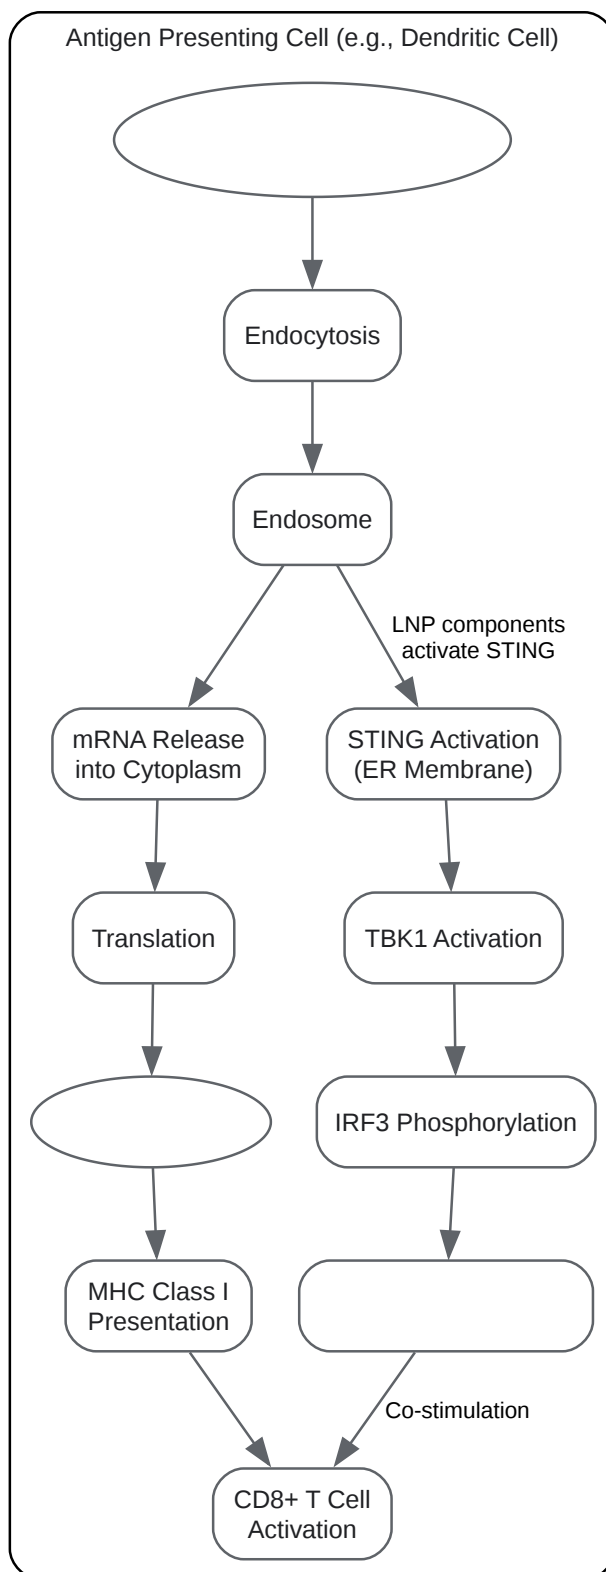 Antigen Presenting Cell (e.g., Dendritic Cell)
Endocytosis
Endosome
LNP components
activate STING
mRNA Release
into Cytoplasm
STING Activation
(ER Membrane)
Translation
TBK1 Activation
IRF3 Phosphorylation
MHC Class I
Presentation
Co-stimulation
CD8+ T Cell
Activation